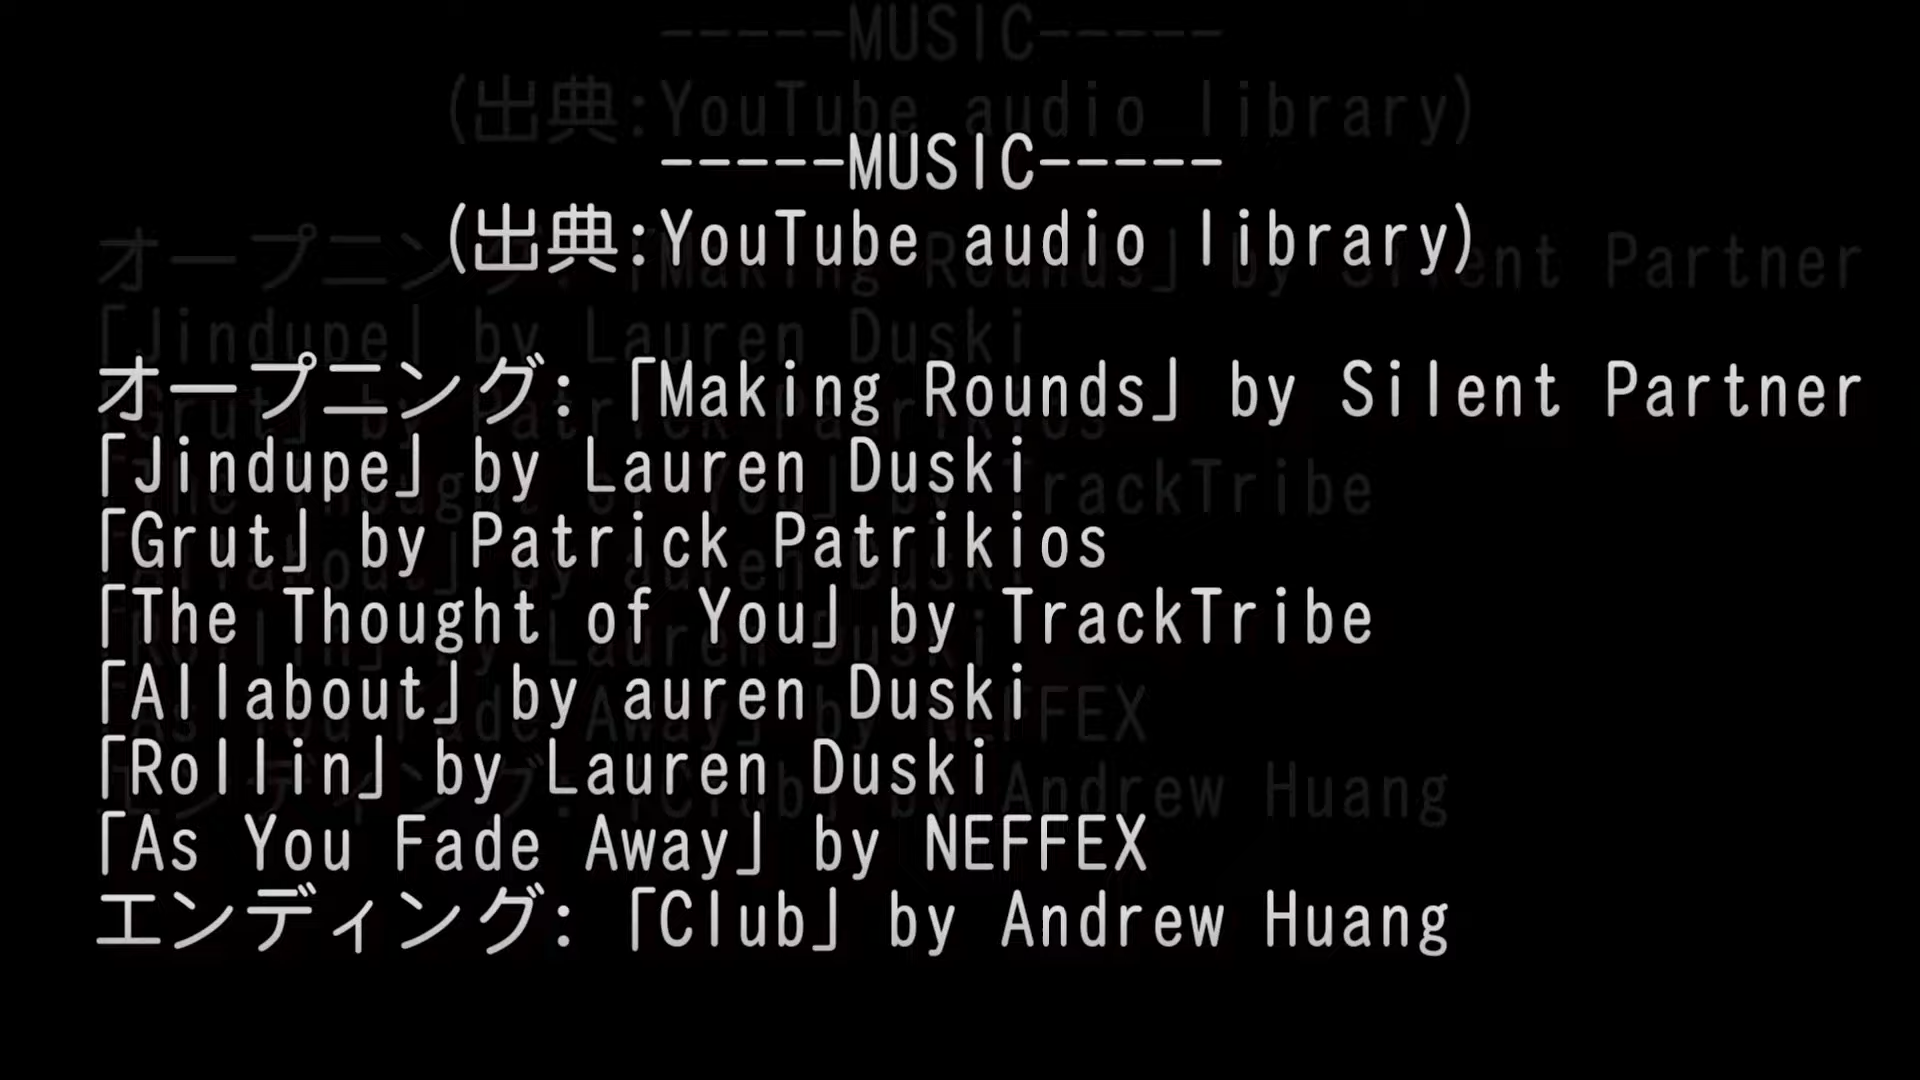 -----MUSIC-----
(出典:YouTube audio library)
オープニング:「Making Rounds」 by Silent Partner
「Jindupe」 by Lauren Duski
「Grut」 by Patrick Patrikios
「The Thought of You」 by TrackTribe
「Allabout」 by auren Duski
「Rollin」 by Lauren Duski
「As You Fade Away」 by NEFFEX
エンディング:「Club」 by Andrew Huang